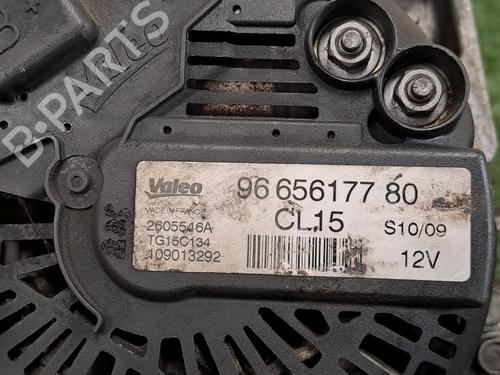 B+
B-PARTS
Valeo
96 656177 80
MADE IN FRANCE
CL15
S10/09
2605546A
TG15C134
109013292
12V